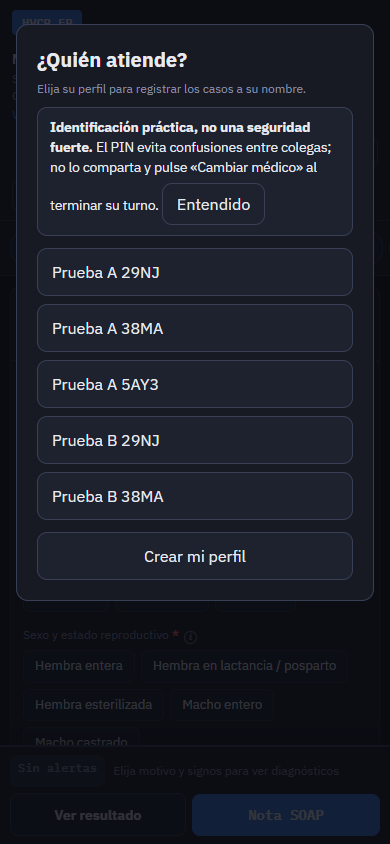 HVCP ER
¿Quién atiende?
Elija su perfil para registrar los casos a su nombre.
Identificación práctica, no una seguridad
fuerte. El PIN evita confusiones entre colegas;
no lo comparta y pulse «Cambiar médico» al
terminar su turno. Entendido
Prueba A 29NJ
Prueba A 38MA
Prueba A 5AY3
Prueba B 29NJ
Prueba B 38MA
Crear mi perfil
Sexo y estado reproductivo *
Hembra entera Hembra en lactancia / posparto
Hembra esterilizada Macho entero
Macho castrado
Sin alertas Elija motivo y signos para ver diagnósticos
Ver resultado Nota SOAP